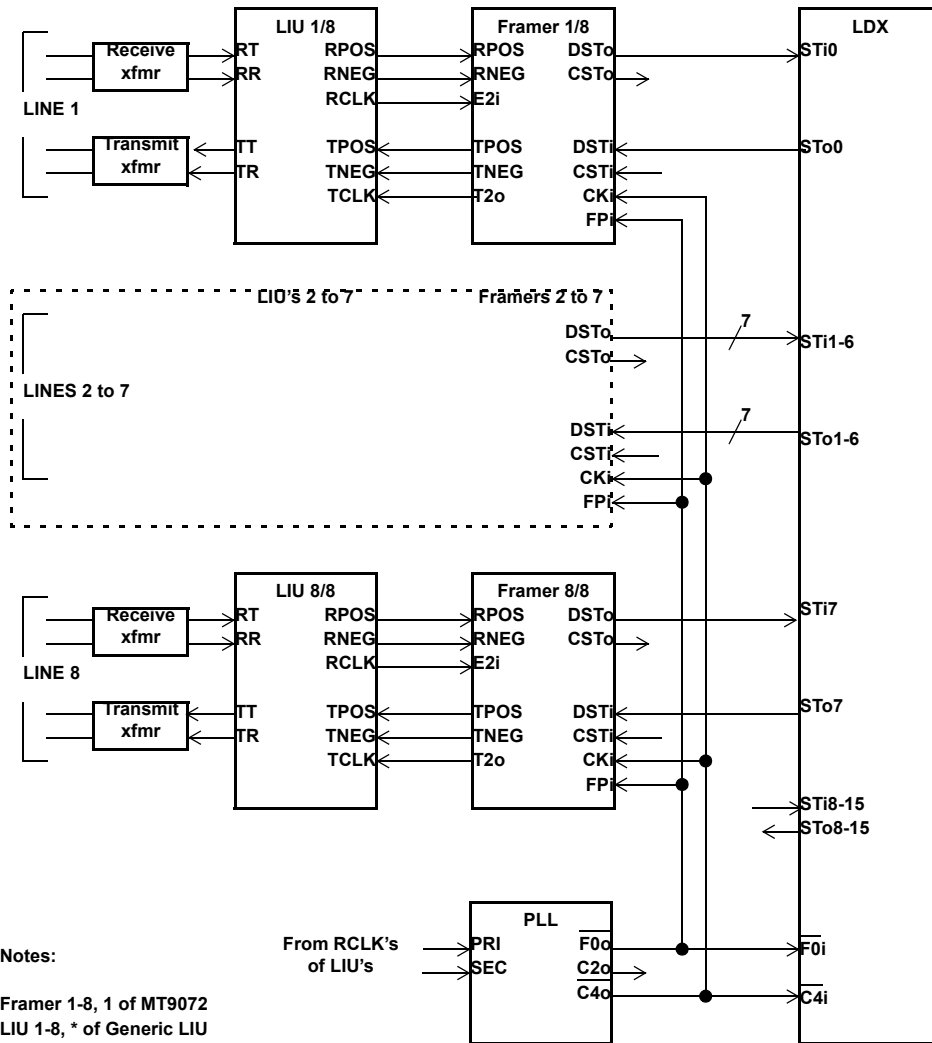 LIU 1/8
Framer 1/8
LDX
Receive
xfmr
RT
RR
RPOS
RNEG
RCLK
RPOS
RNEG
E2i
DSTo
CSTo
STi0
LINE 1
Transmit
xfmr
TT
TR
TPOS
TNEG
TCLK
TPOS
TNEG
T2o
DSTi
CSTi
CKi
FPi
STo0
LIU's 2 to 7
Framers 2 to 7
DSTo
CSTo
7
STi1-6
LINES 2 to 7
DSTi
CSTi
CKi
FPi
7
STo1-6
LIU 8/8
Framer 8/8
Receive
xfmr
RT
RR
RPOS
RNEG
RCLK
RPOS
RNEG
E2i
DSTo
CSTo
STi7
LINE 8
Transmit
xfmr
TT
TR
TPOS
TNEG
TCLK
TPOS
TNEG
T2o
DSTi
CSTi
CKi
FPi
STo7
STi8-15
STo8-15
PLL
From RCLK's
of LIU's
PRI
SEC
F0o
C2o
C4o
F0i
C4i
Notes:
Framer 1-8, 1 of MT9072
LIU 1-8, * of Generic LIU